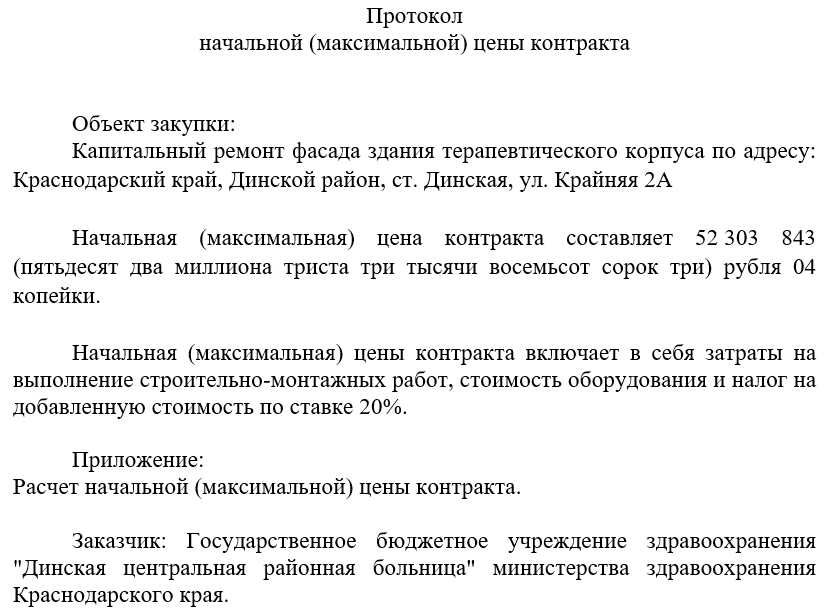 Протокол
начальной (максимальной) цены контракта
Объект закупки:
Капитальный ремонт фасада здания терапевтического корпуса по адресу:
Краснодарский край, Динской район, ст. Динская, ул. Крайняя 2А
Начальная (максимальная) цена контракта составляет 52 303 843
(пятьдесят два миллиона триста три тысячи восемьсот сорок три) рубля 04
копейки.
Начальная (максимальная) цены контракта включает в себя затраты на
выполнение строительно-монтажных работ, стоимость оборудования и налог на
добавленную стоимость по ставке 20%.
Приложение:
Расчет начальной (максимальной) цены контракта.
Заказчик: Государственное бюджетное учреждение здравоохранения
"Динская центральная районная больница" министерства здравоохранения
Краснодарского края.